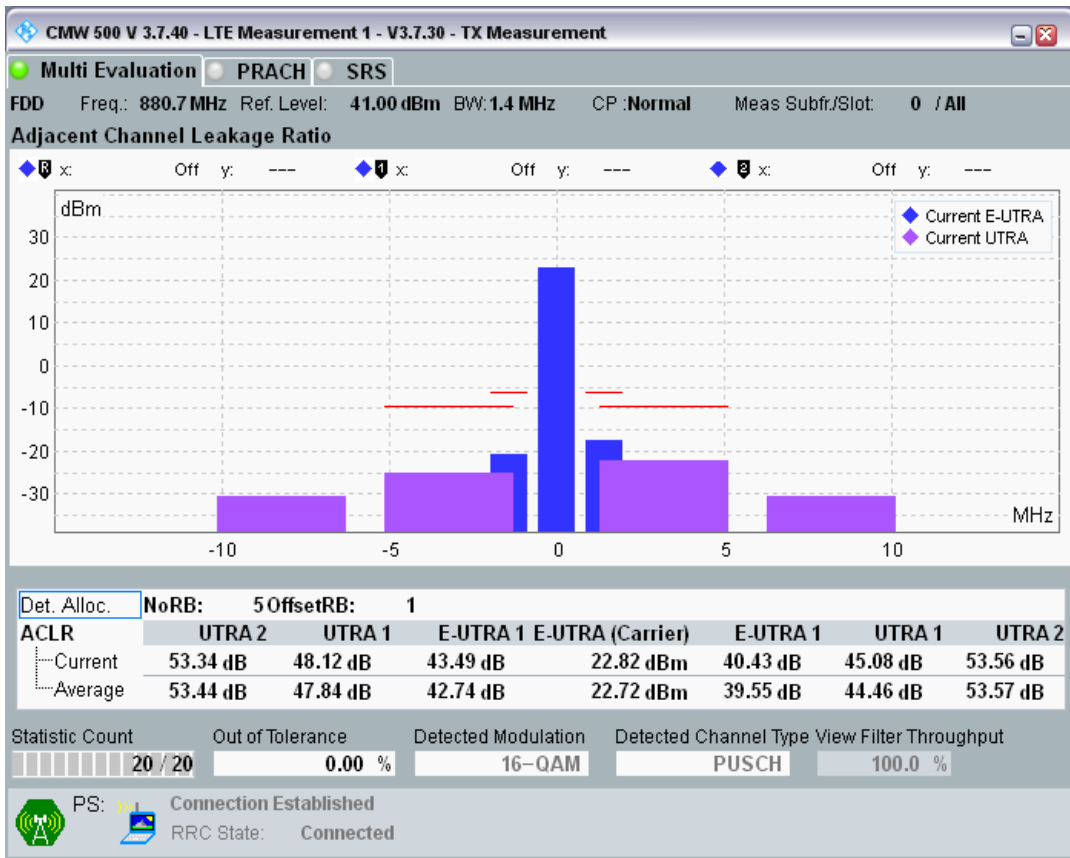 CMW 500 V 3.7.40 - LTE Measurement 1 - V3.7.30 - TX Measurement
Multi Evaluation PRACH SRS
FDD Freq.: 880.7 MHz Ref. Level: 41.00 dBm BW: 1.4 MHz CP :Normal Meas Subfr./Slot: 0 / All
Adjacent Channel Leakage Ratio
R x: Off y: --- 1 x: Off y: --- 2 x: Off y: ---
dBm
Current E-UTRA
Current UTRA
30
20
10
0
-10
-20
-30
MHz
-10 -5 0 5 10
Det. Alloc. NoRB: 5 OffsetRB: 1
ACLR UTRA 2 UTRA 1 E-UTRA 1 E-UTRA (Carrier) E-UTRA 1 UTRA 1 UTRA 2
Current 53.34 dB 48.12 dB 43.49 dB 22.82 dBm 40.43 dB 45.08 dB 53.56 dB
Average 53.44 dB 47.84 dB 42.74 dB 22.72 dBm 39.55 dB 44.46 dB 53.57 dB
Statistic Count Out of Tolerance Detected Modulation Detected Channel Type View Filter Throughput
20 / 20 0.00 % 16-QAM PUSCH 100.0 %
PS: Connection Established
RRC State: Connected